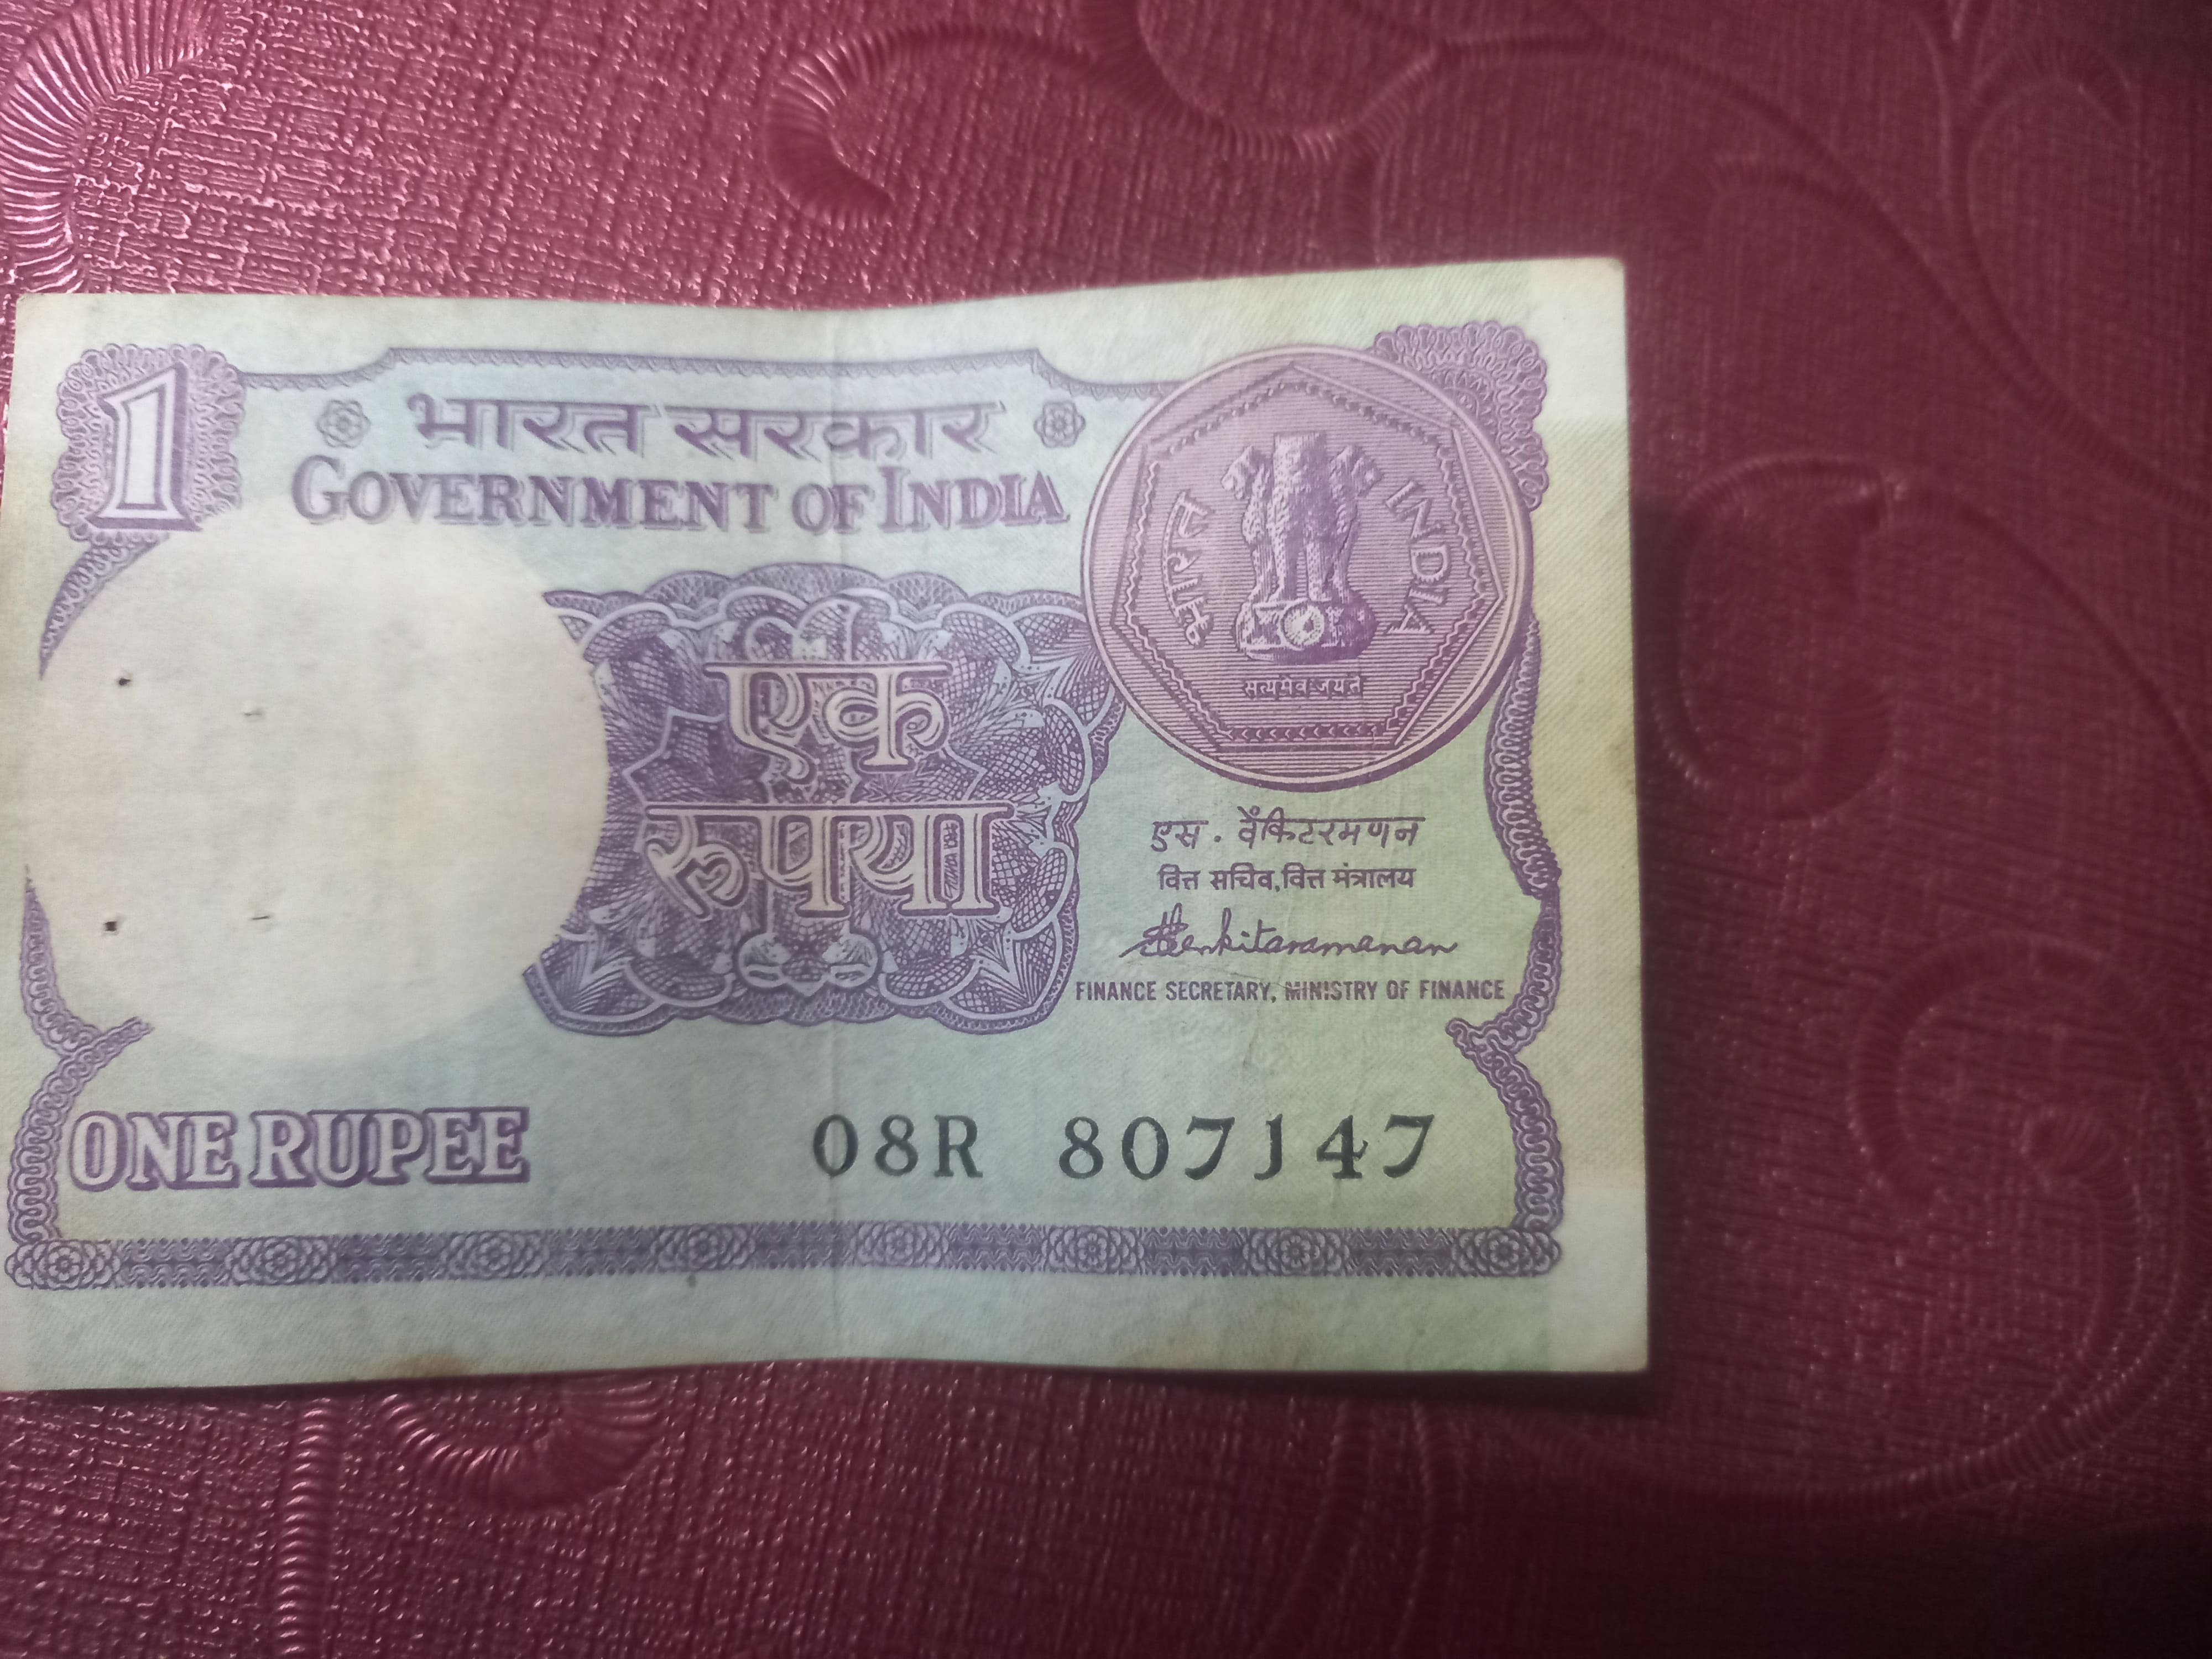 1
भारत सरकार
GOVERNMENT OF INDIA
भारत
INDIA
सत्यमेव जयते
एक
रुपया
एस. वेंकिटरमणन
वित्त सचिव, वित्त मंत्रालय
Venkitaramanan
FINANCE SECRETARY, MINISTRY OF FINANCE
ONE RUPEE
08R 807147